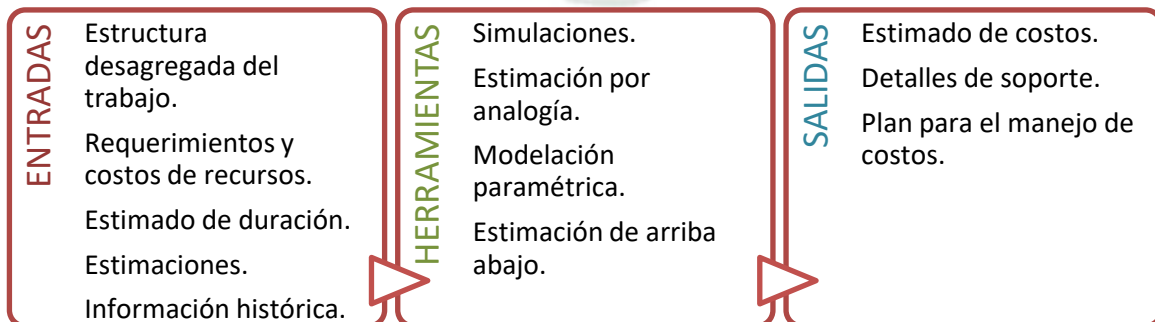 ENTRADAS
Estructura
desagregada del
trabajo.
Requerimientos y
costos de recursos.
Estimado de duración.
Estimaciones.
Información histórica.
HERRAMIENTAS
Simulaciones.
Estimación por
analogía.
Modelación
paramétrica.
Estimación de arriba
abajo.
SALIDAS
Estimado de costos.
Detalles de soporte.
Plan para el manejo de
costos.